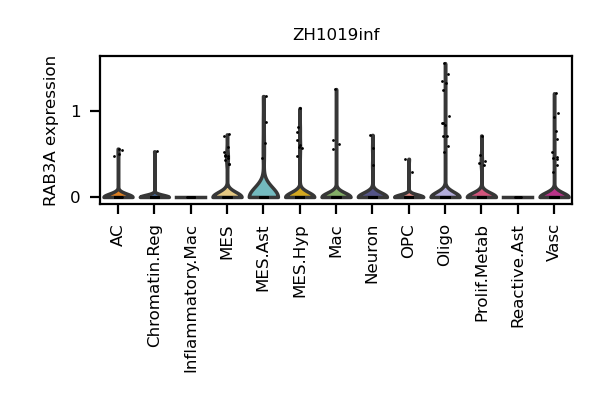 ZH1019inf
RAB3A expression
1
0
AC
Chromatin.Reg
Inflammatory.Mac
MES
MES.Ast
MES.Hyp
Mac
Neuron
OPC
Oligo
Prolif.Metab
Reactive.Ast
Vasc